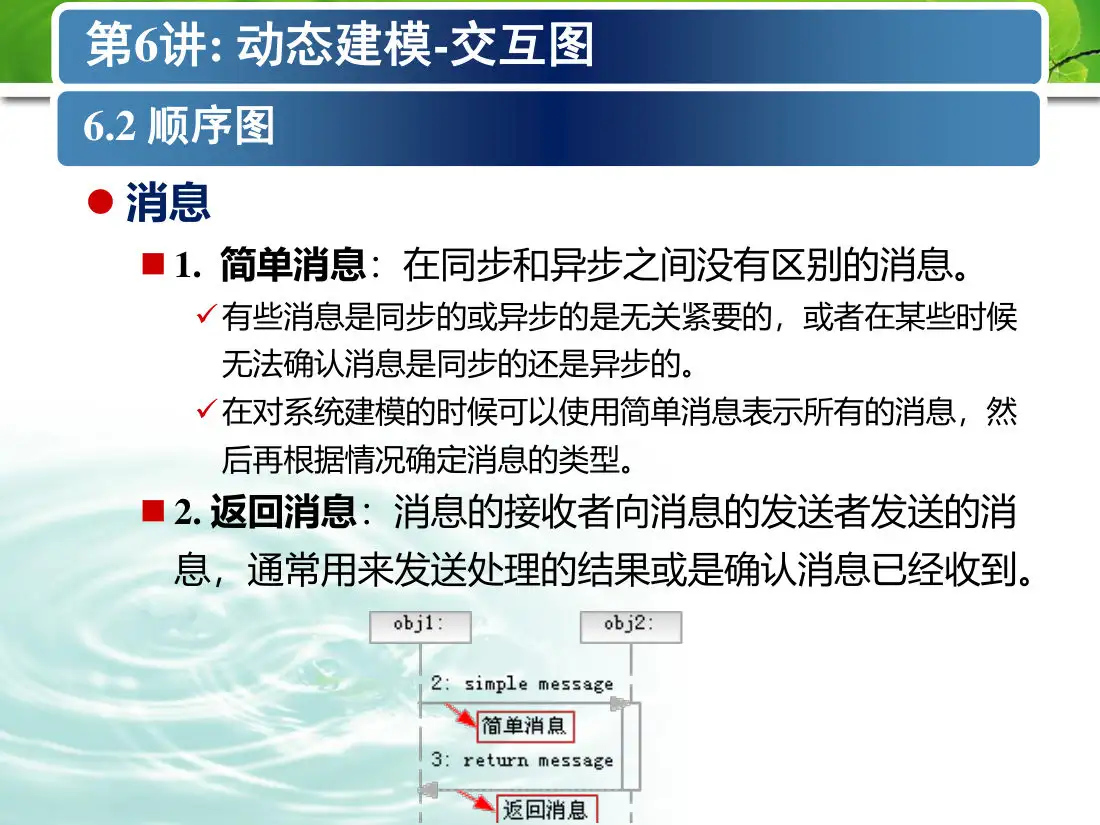 第6讲: 动态建模-交互图
6.2 顺序图
消息
1. 简单消息：在同步和异步之间没有区别的消息。
有些消息是同步的或异步的是无关紧要的，或者在某些时候
无法确认消息是同步的还是异步的。
在对系统建模的时候可以使用简单消息表示所有的消息，然
后再根据情况确定消息的类型。
2. 返回消息：消息的接收者向消息的发送者发送的消
息，通常用来发送处理的结果或是确认消息已经收到。
obj1:
obj2:
2: simple message
简单消息
3: return message
返回消息